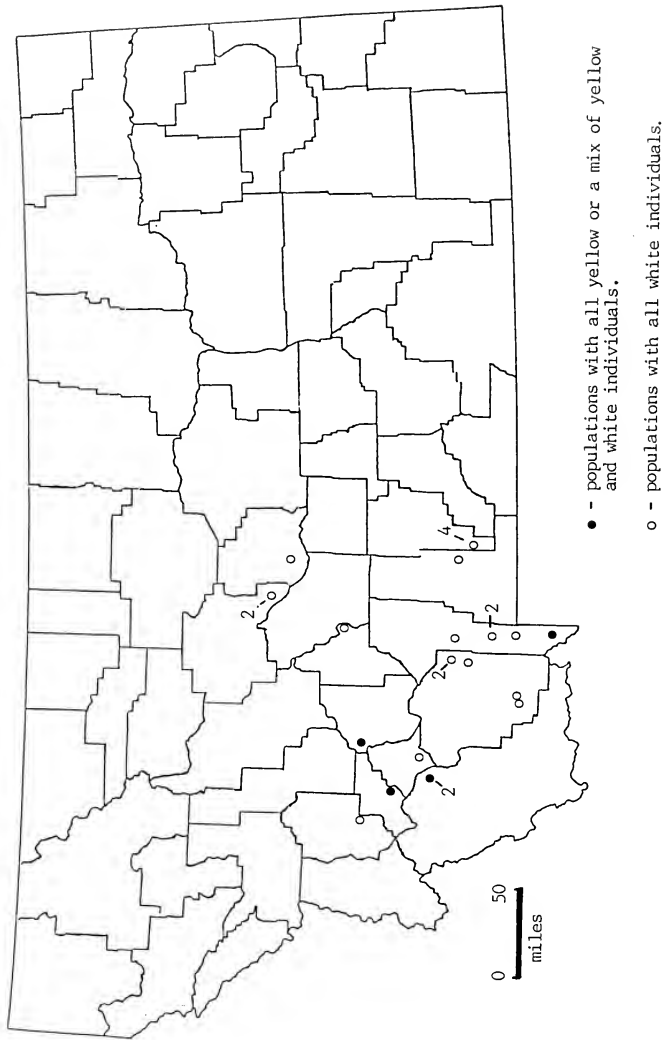 2
4
2
2
2
0 50
miles
● - populations with all yellow or a mix of yellow
and white individuals.
o - populations with all white individuals.